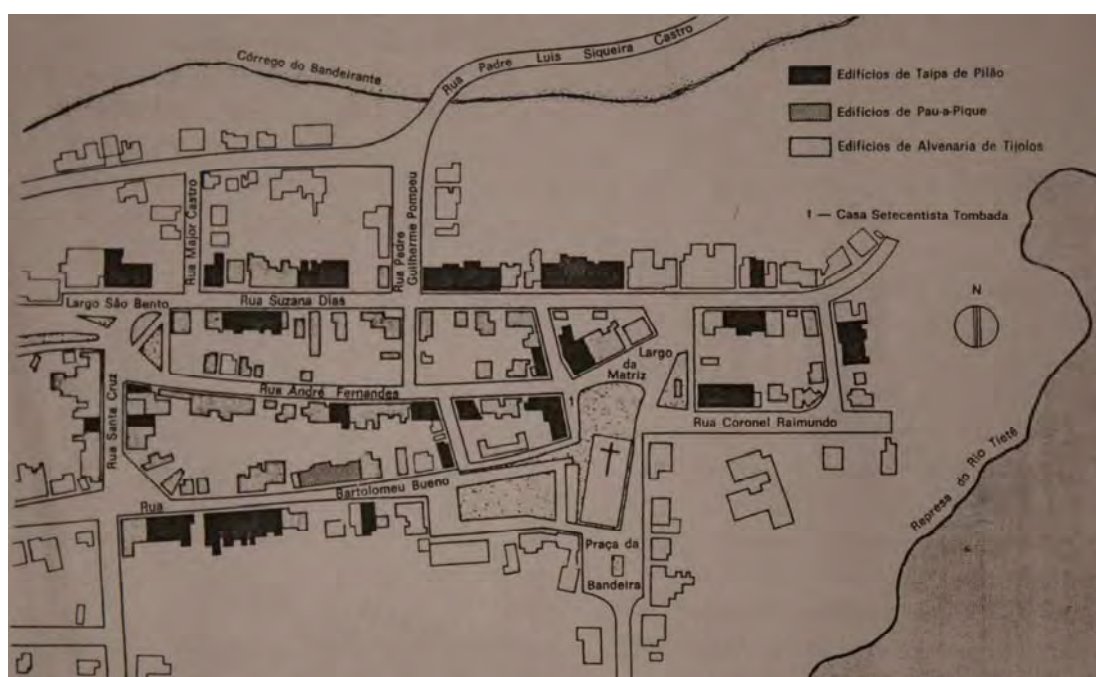 Córrego do Bandeirante
Rua Padre Luis Siqueira Castro
Edifícios de Taipa de Pilão
Edifícios de Pau-a-Pique
Edifícios de Alvenaria de Tijolos
1 — Casa Setecentista Tombada
Rua Major Castro
Rua Padre
Guilherme Pompeu
N
Largo São Bento
Rua Suzana Dias
Largo
da
Matriz
Rua André Fernandes
1
Rua Santa Cruz
Rua Coronel Raimundo
Represa do Rio Tietê
Rua Bartolomeu Bueno
Praça da
Bandeira